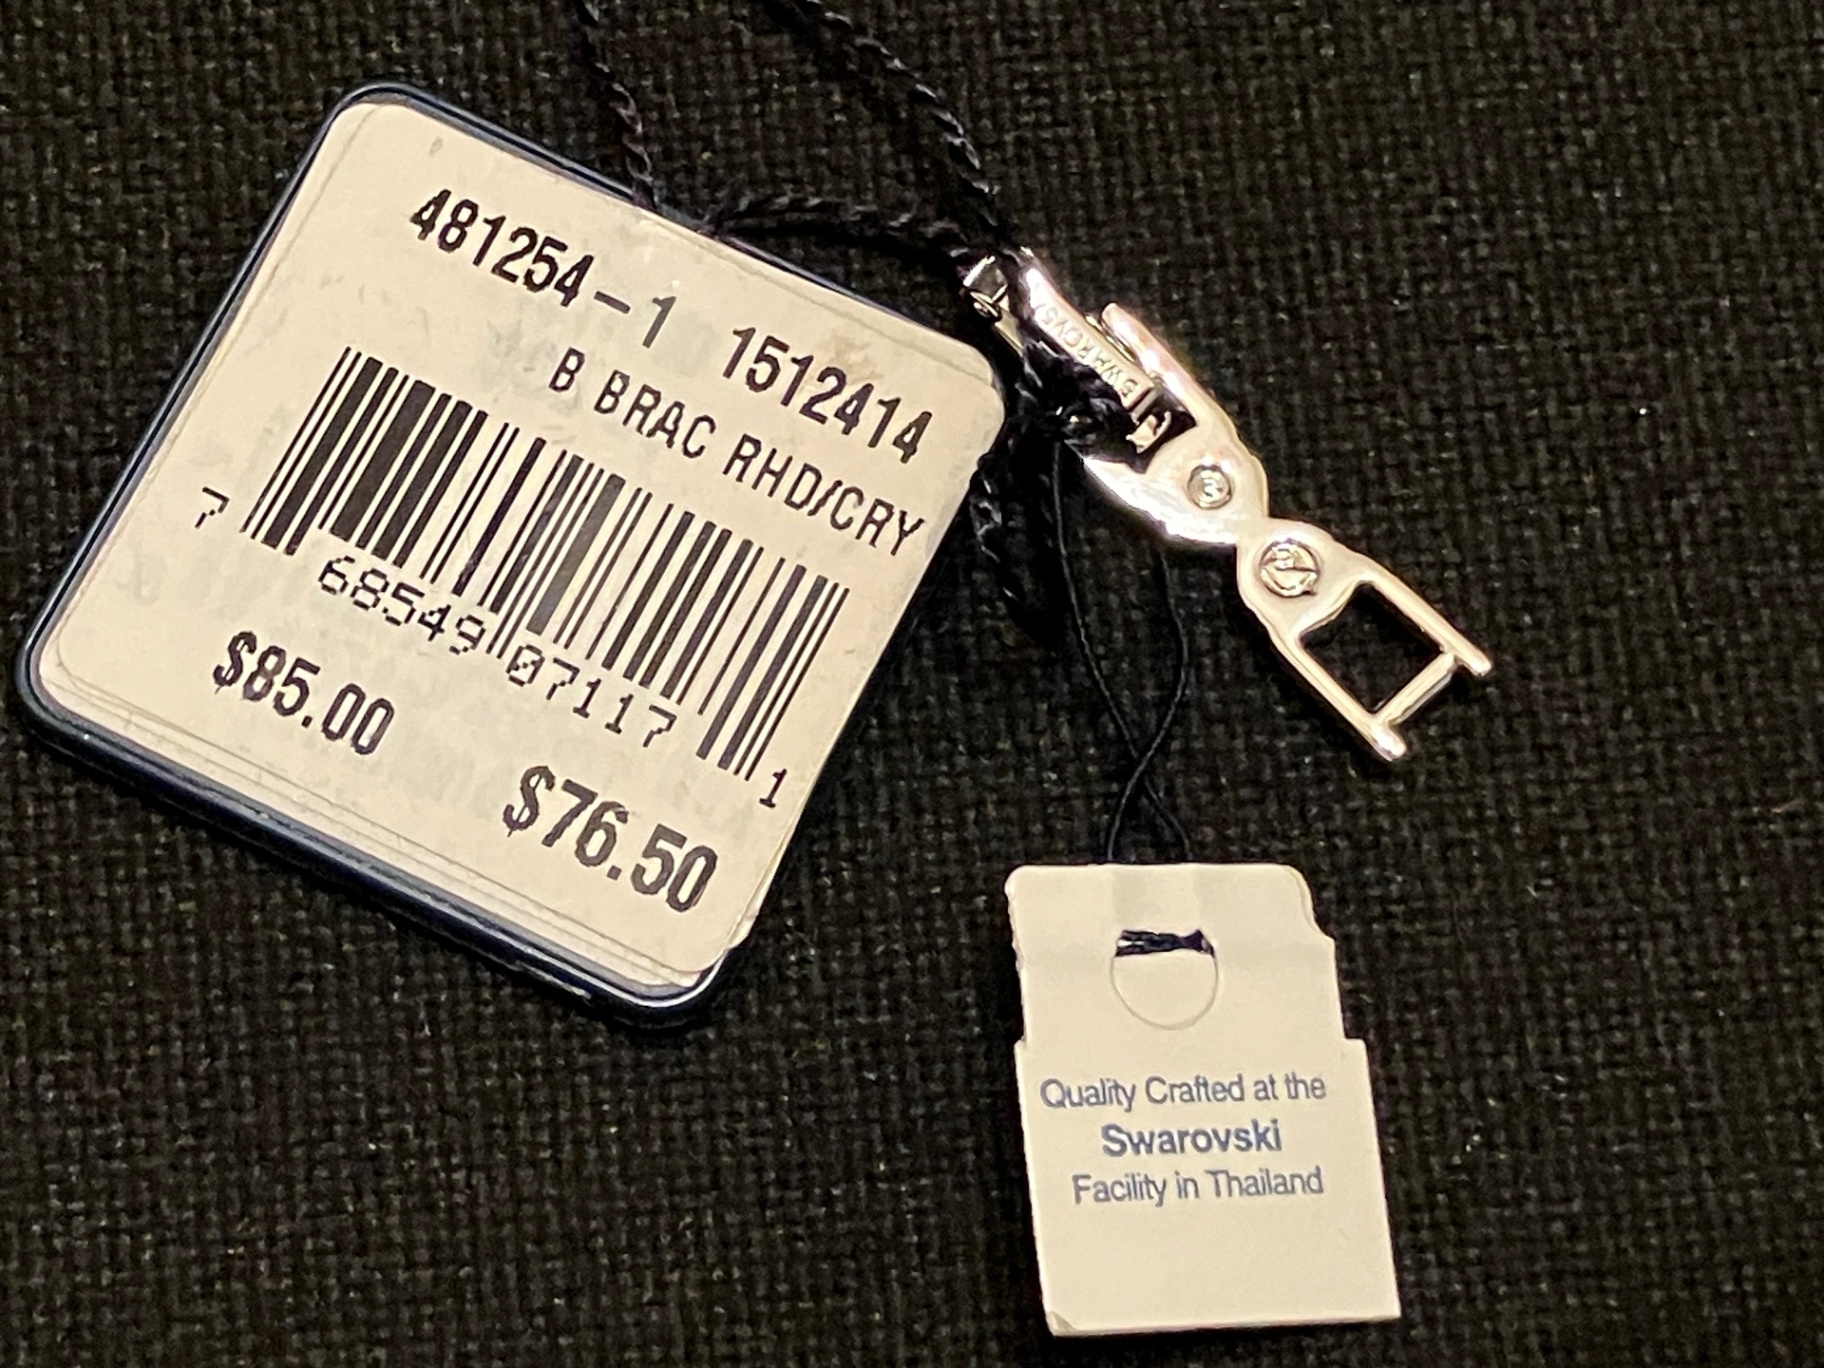 481254-1 1512414
B BRAC RHD/CRY
7 68549 07117 1
$85.00
$76.50
SWAROVSKI
Quality Crafted at the
Swarovski
Facility in Thailand